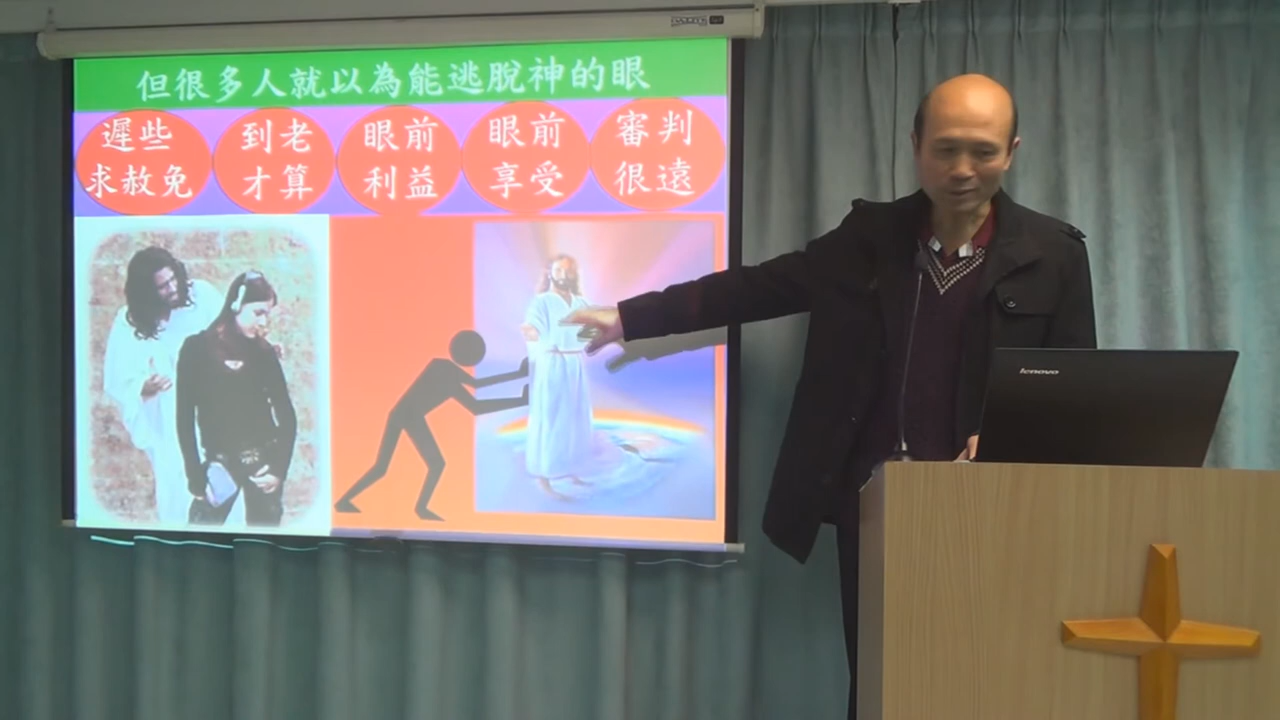 但很多人就以為能逃脫神的眼
遲些
求赦免
到老
才算
眼前
利益
眼前
享受
審判
很遠
lenovo